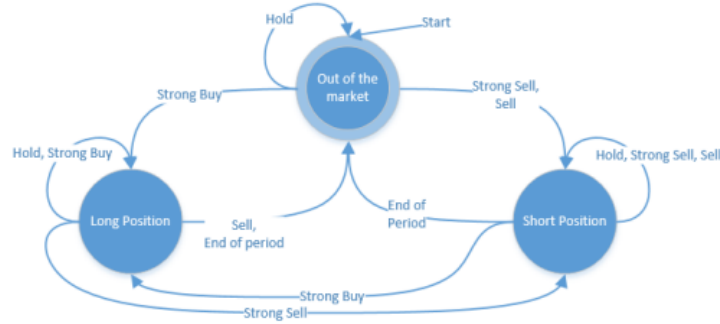 Hold
Start
Out of the
market
Strong Buy
Strong Sell,
Sell
Hold, Strong Buy
Hold, Strong Sell, Sell
Long Position
Sell,
End of period
End of
Period
Short Position
Strong Buy
Strong Sell